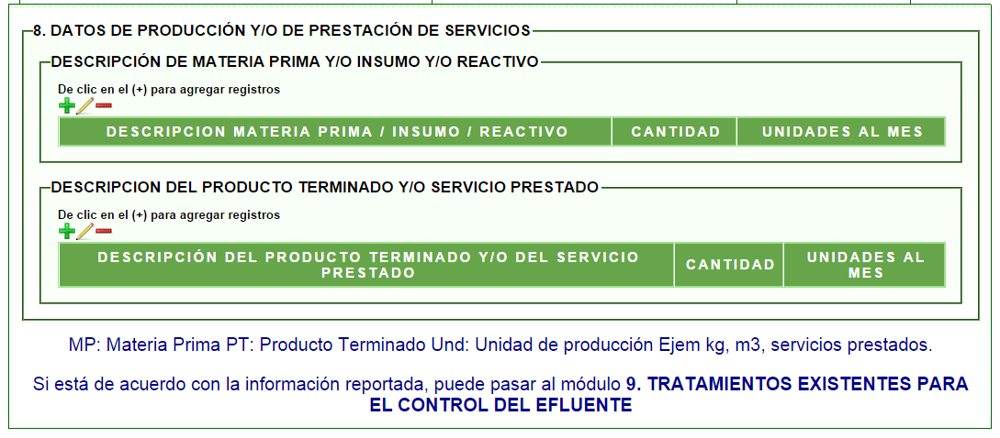 8. DATOS DE PRODUCCIÓN Y/O DE PRESTACIÓN DE SERVICIOS
DESCRIPCIÓN DE MATERIA PRIMA Y/O INSUMO Y/O REACTIVO
De clic en el (+) para agregar registros
DESCRIPCION MATERIA PRIMA / INSUMO / REACTIVO CANTIDAD UNIDADES AL MES
DESCRIPCION DEL PRODUCTO TERMINADO Y/O SERVICIO PRESTADO
De clic en el (+) para agregar registros
DESCRIPCIÓN DEL PRODUCTO TERMINADO Y/O DEL SERVICIO
PRESTADO
CANTIDAD
UNIDADES AL
MES
MP: Materia Prima PT: Producto Terminado Und: Unidad de producción Ejem kg, m3, servicios prestados.
Si está de acuerdo con la información reportada, puede pasar al módulo 9. TRATAMIENTOS EXISTENTES PARA
EL CONTROL DEL EFLUENTE